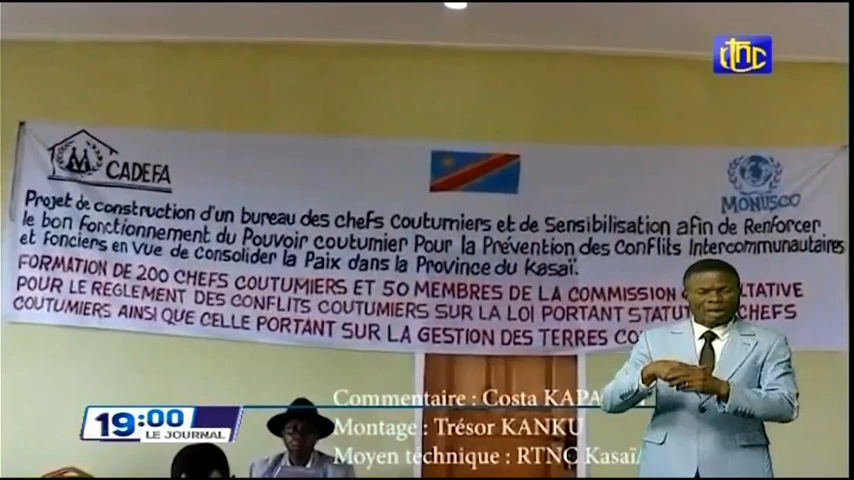 rtnc
CADEFA
MONUSCO
Projet de construction d'un bureau des chefs coutumiers et de Sensibilisation afin de Renforcer
le bon fonctionnement du Pouvoir coutumier Pour la Prévention des Conflits Intercommunautaires
et fonciers en vue de Consolider la Paix dans la Province du Kasaï.
FORMATION DE 200 CHEFS COUTUMIERS ET 50 MEMBRES DE LA COMMISSION TATIVE
POUR LE REGLEMENT DES CONFLITS COUTUMIERS SUR LA LOI PORTANT STATUT CHEFS
COUTUMIERS AINSI QUE CELLE PORTANT SUR LA GESTION DES TERRES
Commentaire : Costa
Montage : Trésor KANKU
Moyen technique : RTNC Kasaï
19:00
LE JOURNAL